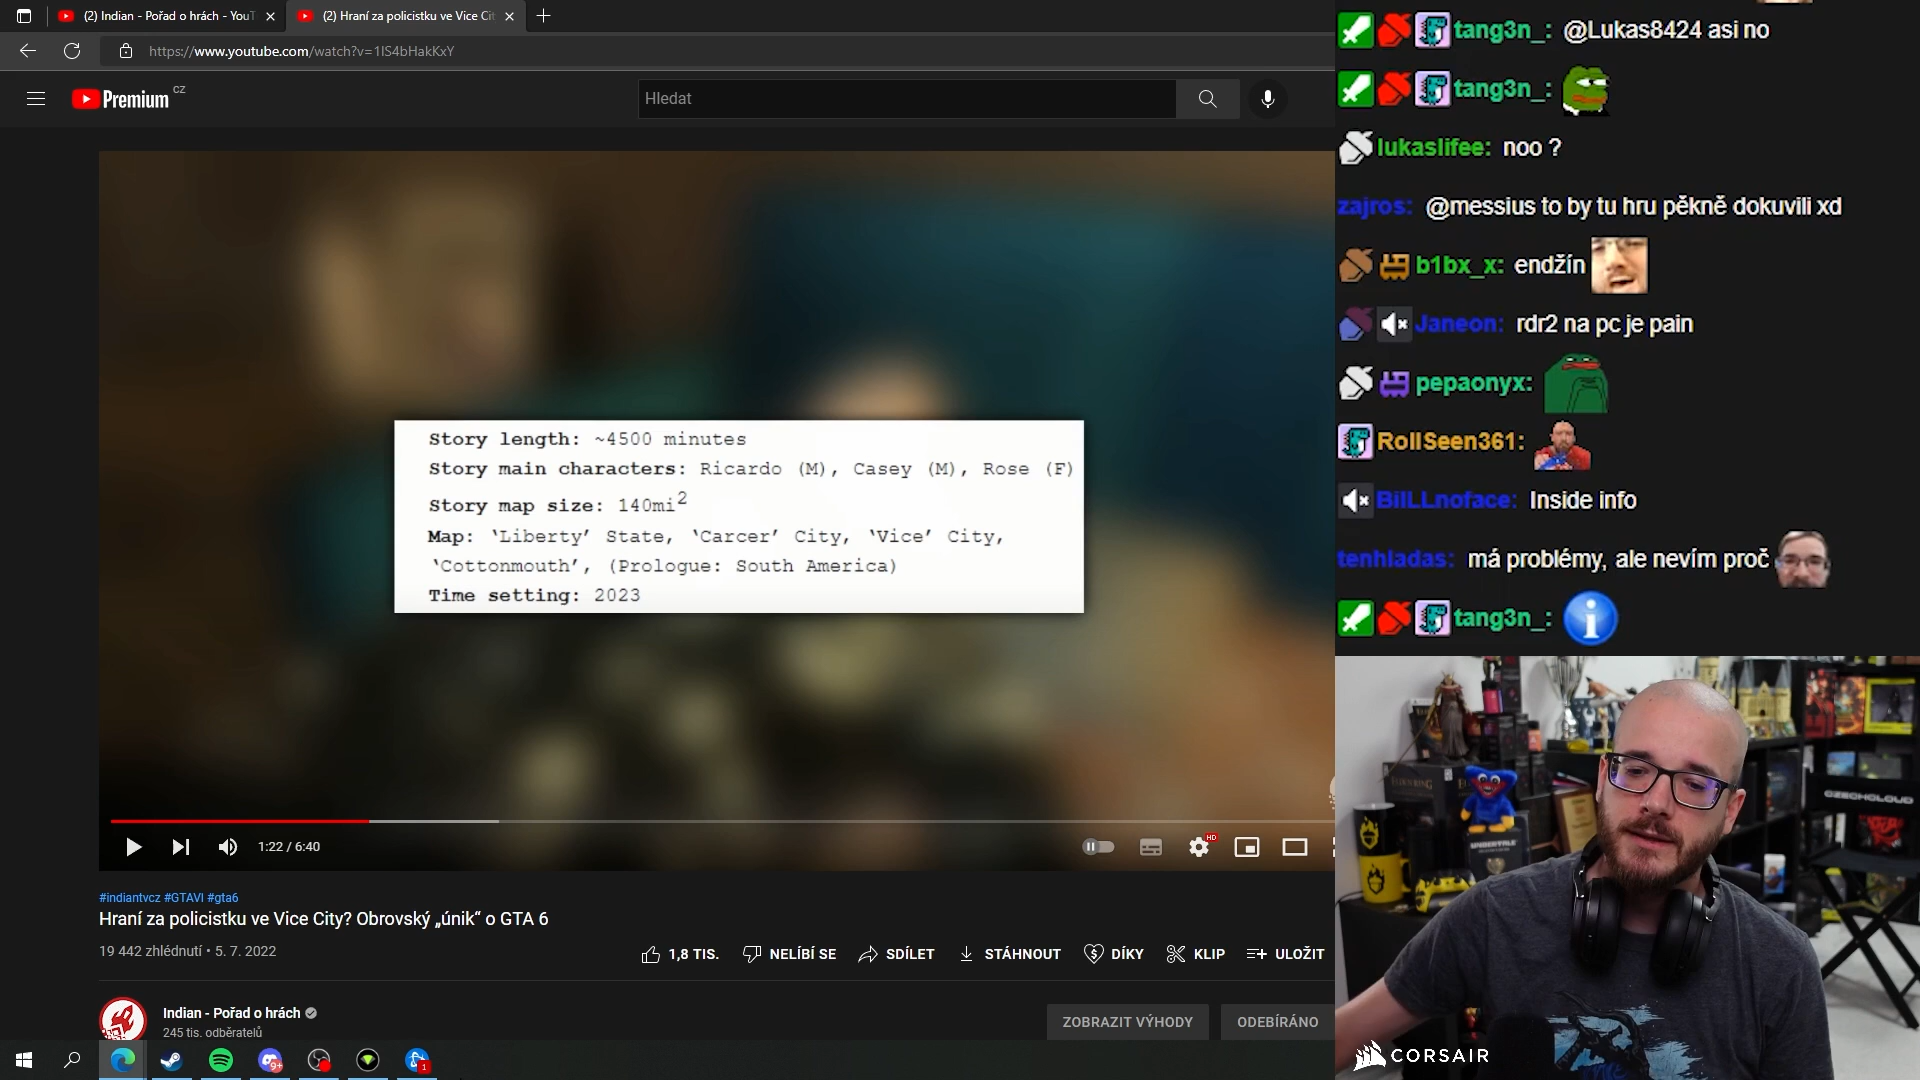 (2) Indian - Pořad o hrách - YouT
(2) Hraní za policistku ve Vice Cit
https://www.youtube.com/watch?v=1IS4bHakKxY
Premium CZ
Hledat
Story length: ~4500 minutes
Story main characters: Ricardo (M), Casey (M), Rose (F)
Story map size: 140mi2
Map: ‘Liberty’ State, ‘Carcer’ City, ‘Vice’ City,
‘Cottonmouth’, (Prologue: South America)
Time setting: 2023
1:22 / 6:40
HD
#indiantvcz #GTAVI #gta6
Hraní za policistku ve Vice City? Obrovský „únik“ o GTA 6
19 442 zhlédnutí • 5. 7. 2022
1,8 TIS.
NELÍBÍ SE
SDÍLET
STÁHNOUT
DÍKY
KLIP
ULOŽIT
Indian - Pořad o hrách
245 tis. odběratelů
ZOBRAZIT VÝHODY
ODEBÍRÁNO
9+
1
tang3n_: @Lukas8424 asi no
tang3n_:
lukaslifee: noo ?
zajros: @messius to by tu hru pěkně dokuvili xd
b1bx_x: endžín
Janeon: rdr2 na pc je pain
pepaonyx:
RollSeen361:
BilLLnoface: Inside info
tenhladas: má problémy, ale nevím proč
tang3n_:
CZECHCLOUD
UNDERTALE
CORSAIR